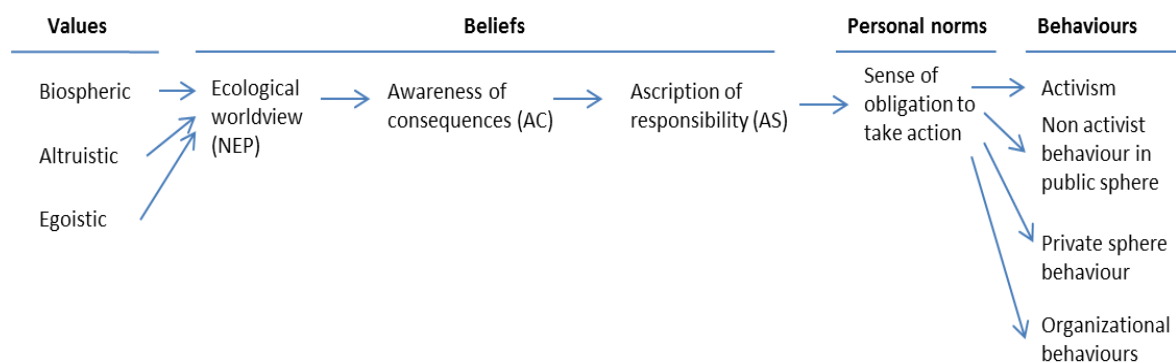 Values
Beliefs
Personal norms
Behaviours
Biospheric
Altruistic
Egoistic
Ecological
worldview
(NEP)
Awareness of
consequences (AC)
Ascription of
responsibility (AS)
Sense of
obligation to
take action
Activism
Non activist
behaviour in
public sphere
Private sphere
behaviour
Organizational
behaviours